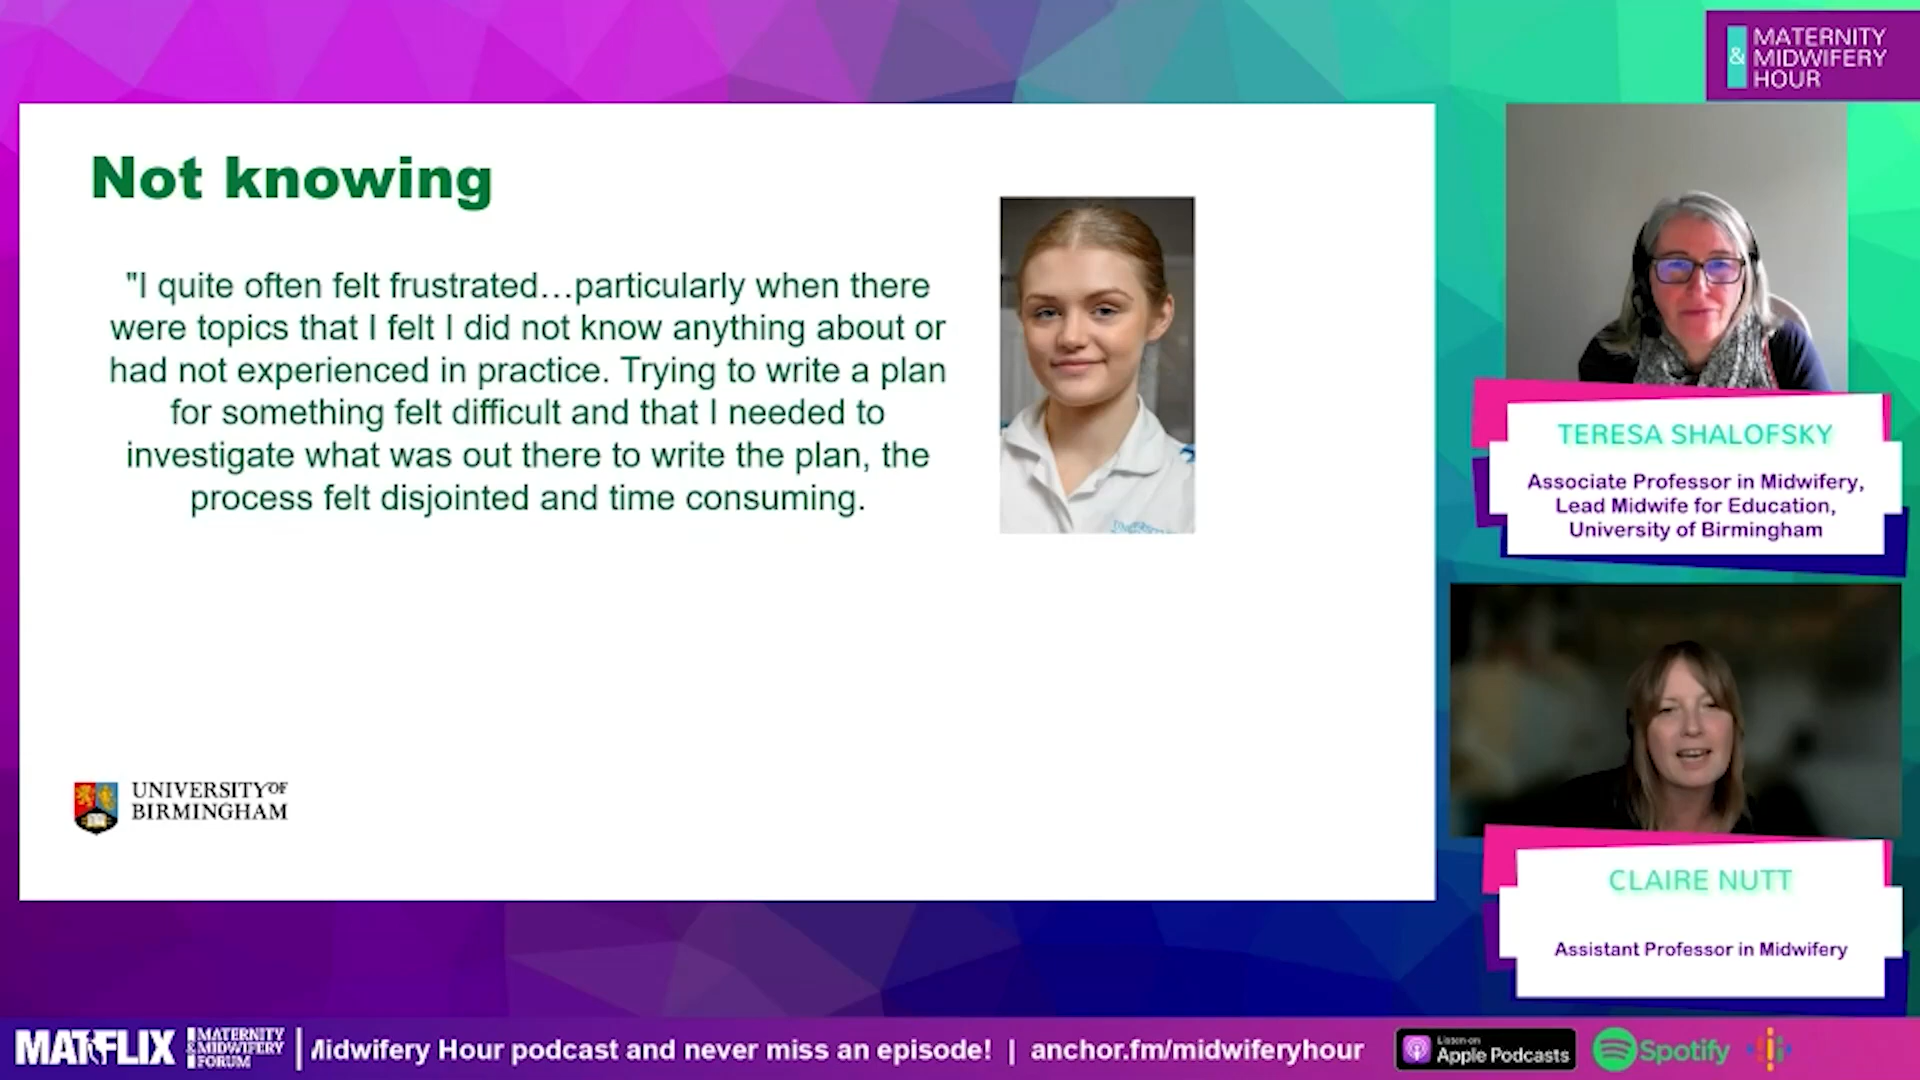 MATERNITY
& MIDWIFERY
HOUR
Not knowing
"I quite often felt frustrated…particularly when there
were topics that I felt I did not know anything about or
had not experienced in practice. Trying to write a plan
for something felt difficult and that I needed to
investigate what was out there to write the plan, the
process felt disjointed and time consuming.
UNIVERSITY OF
BIRMINGHAM
TERESA SHALOFSKY
Associate Professor in Midwifery,
Lead Midwife for Education,
University of Birmingham
CLAIRE NUTT
Assistant Professor in Midwifery
MATFLIX
MATERNITY
& MIDWIFERY
FORUM
Midwifery Hour podcast and never miss an episode! | anchor.fm/midwiferyhour
Listen on
Apple Podcasts
Spotify